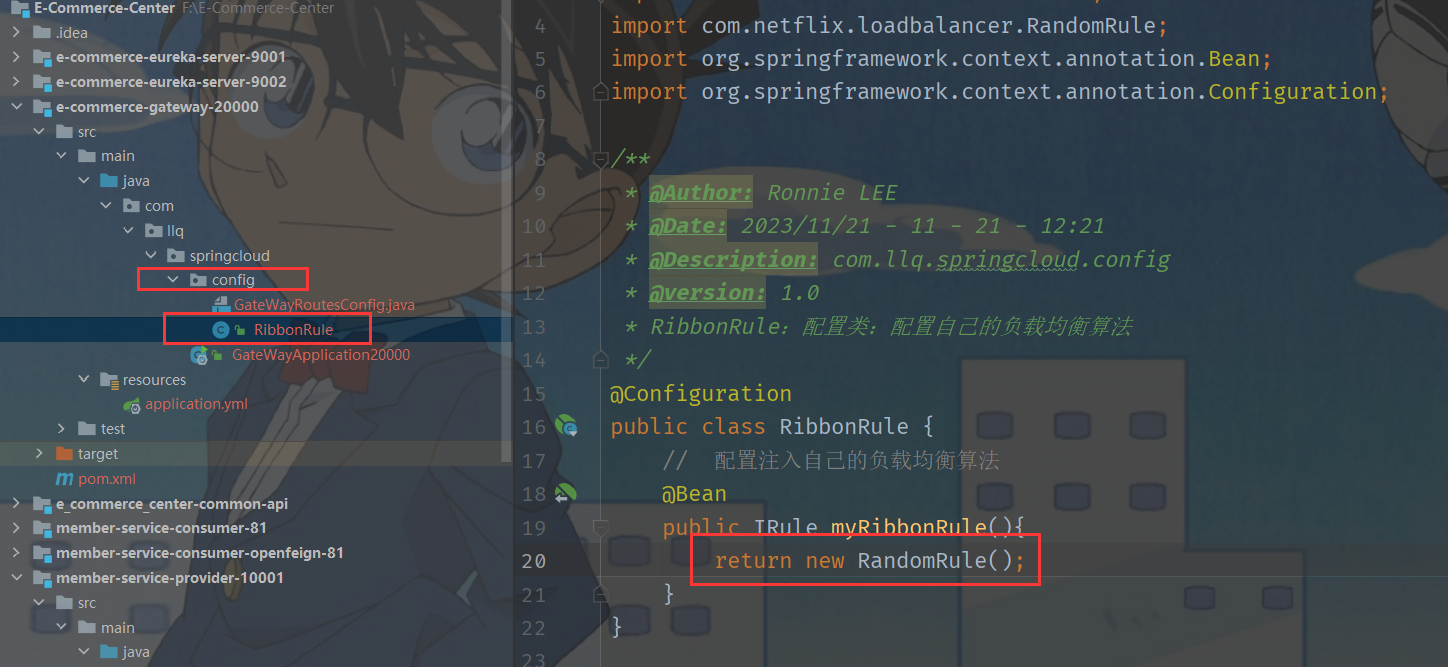 E-Commerce-Center F:\E-Commerce-Center
.idea
e-commerce-eureka-server-9001
e-commerce-eureka-server-9002
e-commerce-gateway-20000
src
main
java
com
llq
springcloud
config
GateWayRoutesConfig.java
RibbonRule
GateWayApplication20000
resources
application.yml
test
target
pom.xml
e_commerce_center-common-api
member-service-consumer-81
member-service-consumer-openfeign-81
member-service-provider-10001
src
main
java
4 import com.netflix.loadbalancer.RandomRule;
5 import org.springframework.context.annotation.Bean;
6 import org.springframework.context.annotation.Configuration;
7
8 /**
9 * @Author: Ronnie LEE
10 * @Date: 2023/11/21 - 11 - 21 - 12:21
11 * @Description: com.llq.springcloud.config
12 * @version: 1.0
13 * RibbonRule：配置类：配置自己的负载均衡算法
14 */
15 @Configuration
16 public class RibbonRule {
17 // 配置注入自己的负载均衡算法
18 @Bean
19 public IRule myRibbonRule(){
20 return new RandomRule();
21 }
22 }
23